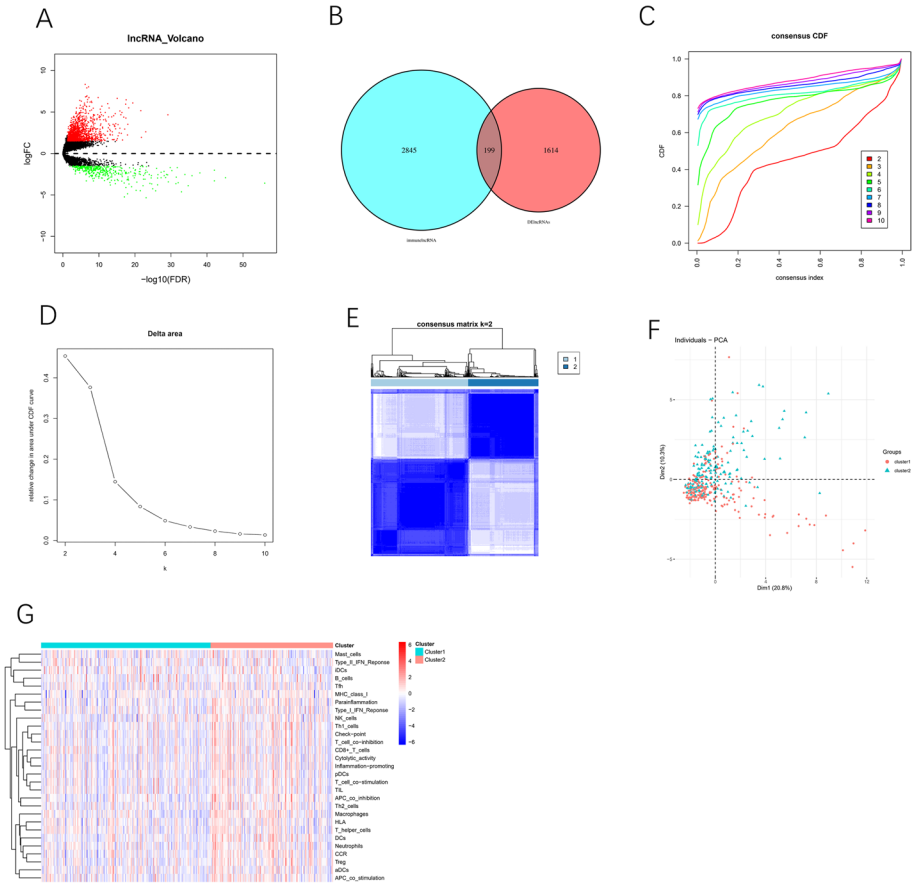 A
lncRNA_Volcano
logFC
10
5
0
−5
−10
0
10
20
30
40
50
−log10(FDR)
B
2845
199
1614
immunelncRNA
DElncRNAs
C
consensus CDF
CDF
1.0
0.8
0.6
0.4
0.2
0.0
2
3
4
5
6
7
8
9
10
0.0
0.2
0.4
0.6
0.8
1.0
consensus index
D
Delta area
relative change in area under CDF curve
0.4
0.3
0.2
0.1
0.0
2
4
6
8
10
k
E
consensus matrix k=2
1
2
F
Individuals − PCA
Dim2 (10.3%)
Groups
cluster1
cluster2
0
0
4
12
Dim1 (20.8%)
G
Cluster
Mast_cells
Type_II_IFN_Reponse
iDCs
B_cells
Tfh
MHC_class_I
Parainflammation
Type_I_IFN_Reponse
NK_cells
Th1_cells
Check−point
T_cell_co−inhibition
CD8+_T_cells
Cytolytic_activity
Inflammation−promoting
pDCs
T_cell_co−stimulation
TIL
APC_co_inhibition
Th2_cells
Macrophages
HLA
T_helper_cells
DCs
Neutrophils
CCR
Treg
aDCs
APC_co_stimulation
6
4
2
0
−2
−4
−6
Cluster
Cluster1
Cluster2